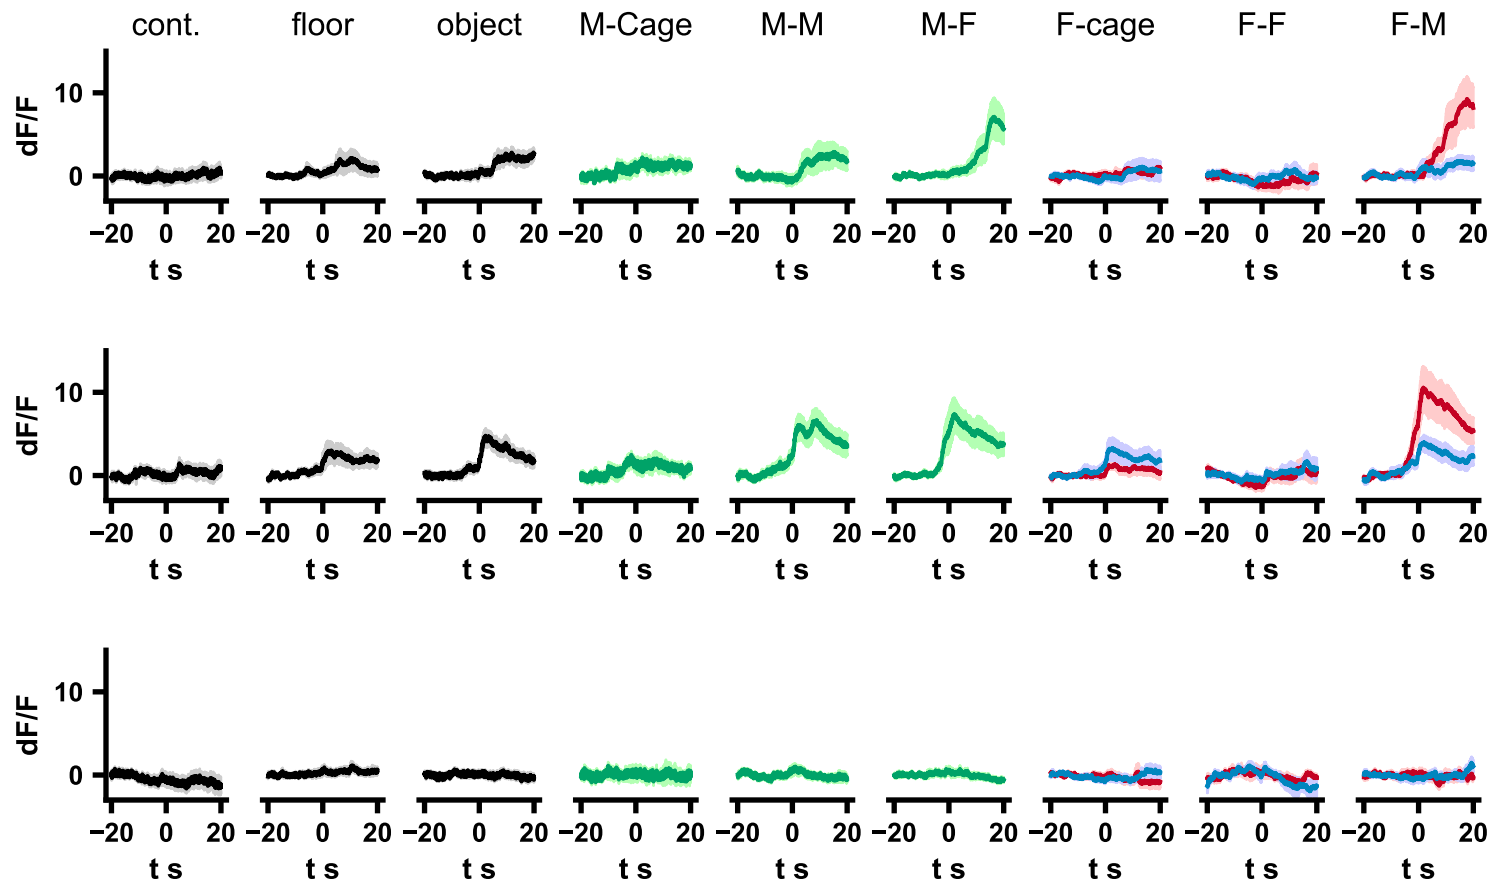 cont. floor object M-Cage M-M M-F F-cage F-F F-M
10
dF/F
0
−20 0 20 −20 0 20 −20 0 20 −20 0 20 −20 0 20 −20 0 20 −20 0 20 −20 0 20 −20 0 20
t s t s t s t s t s t s t s t s t s
10
dF/F
0
−20 0 20 −20 0 20 −20 0 20 −20 0 20 −20 0 20 −20 0 20 −20 0 20 −20 0 20 −20 0 20
t s t s t s t s t s t s t s t s t s
10
dF/F
0
−20 0 20 −20 0 20 −20 0 20 −20 0 20 −20 0 20 −20 0 20 −20 0 20 −20 0 20 −20 0 20
t s t s t s t s t s t s t s t s t s